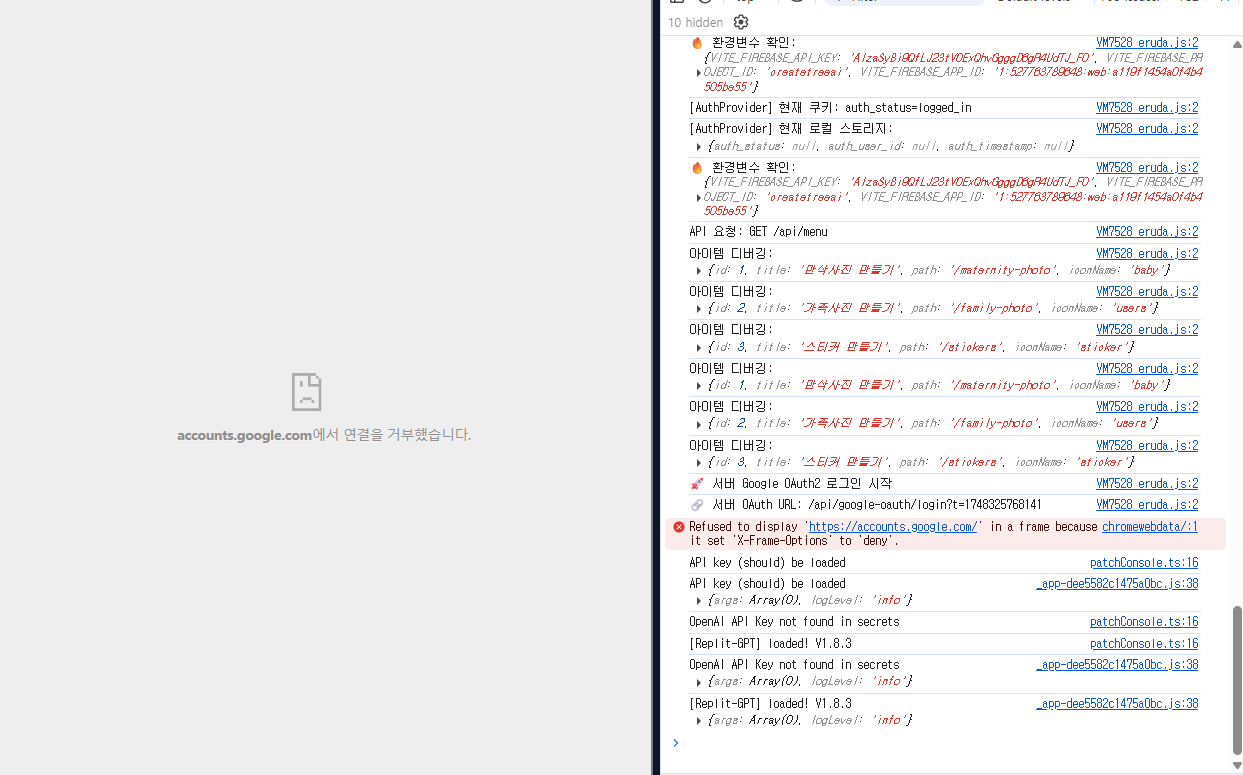 10 hidden
🔥 환경변수 확인: VM7528 eruda.js:2
{VITE_FIREBASE_API_KEY: VITE_FIREBASE_PR
OJECT_ID: 'createtreeai', VITE_FIREBASE_APP_ID:
[AuthProvider] 현재 쿠키: auth_status=logged_in VM7528 eruda.js:2
[AuthProvider] 현재 로컬 스토리지: VM7528 eruda.js:2
{auth_status: null, auth_user_id: null, auth_timestamp: null}
🔥 환경변수 확인: VM7528 eruda.js:2
{VITE_FIREBASE_API_KEY: VITE_FIREBASE_PR
OJECT_ID: 'createtreeai', VITE_FIREBASE_APP_ID:
API 요청: GET /api/menu VM7528 eruda.js:2
아이템 디버깅: VM7528 eruda.js:2
{id: 1, title: '만삭사진 만들기', path: '/maternity-photo', iconName: 'baby'}
아이템 디버깅: VM7528 eruda.js:2
{id: 2, title: '가족사진 만들기', path: '/family-photo', iconName: 'users'}
아이템 디버깅: VM7528 eruda.js:2
{id: 3, title: '스티커 만들기', path: '/stickers', iconName: 'sticker'}
아이템 디버깅: VM7528 eruda.js:2
{id: 1, title: '만삭사진 만들기', path: '/maternity-photo', iconName: 'baby'}
아이템 디버깅: VM7528 eruda.js:2
{id: 2, title: '가족사진 만들기', path: '/family-photo', iconName: 'users'}
아이템 디버깅: VM7528 eruda.js:2
{id: 3, title: '스티커 만들기', path: '/stickers', iconName: 'sticker'}
🚀 서버 Google OAuth2 로그인 시작 VM7528 eruda.js:2
🔗 서버 OAuth URL: /api/google-oauth/login?t=1748325768141 VM7528 eruda.js:2
Refused to display 'https://accounts.google.com/' in a frame because chromewebdata/:1
it set 'X-Frame-Options' to 'deny'.
API key (should) be loaded patchConsole.ts:16
API key (should) be loaded _app-dee5582c1475a0bc.js:38
{args: Array(0), logLevel: 'info'}
OpenAI API Key not found in secrets patchConsole.ts:16
[Replit-GPT] loaded! V1.8.3 patchConsole.ts:16
OpenAI API Key not found in secrets _app-dee5582c1475a0bc.js:38
{args: Array(0), logLevel: 'info'}
[Replit-GPT] loaded! V1.8.3 _app-dee5582c1475a0bc.js:38
{args: Array(0), logLevel: 'info'}
accounts.google.com에서 연결을 거부했습니다.